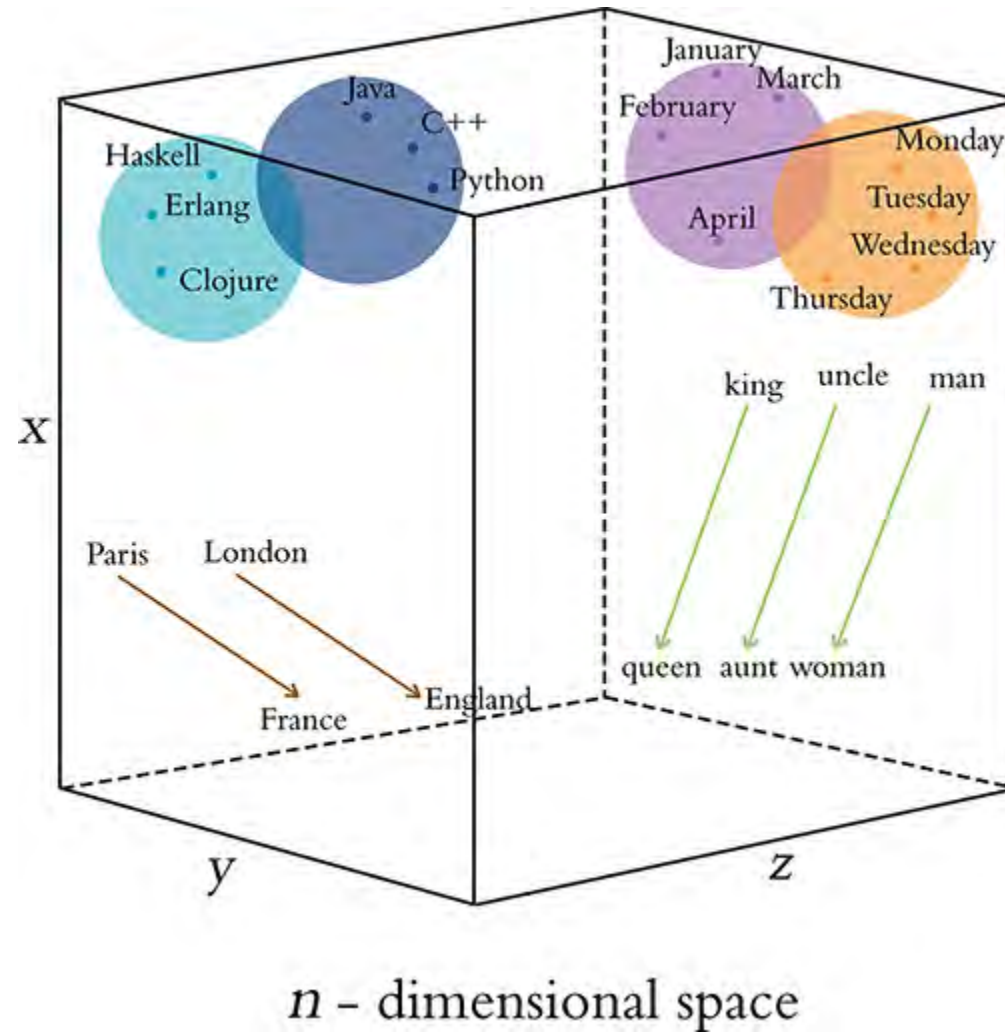 January
Java
March
February
C++
Monday
Haskell
Python
Tuesday
Erlang
April
Wednesday
Clojure
Thursday
king
uncle
man
x
Paris
London
queen
aunt
woman
France
England
y
z
n - dimensional space